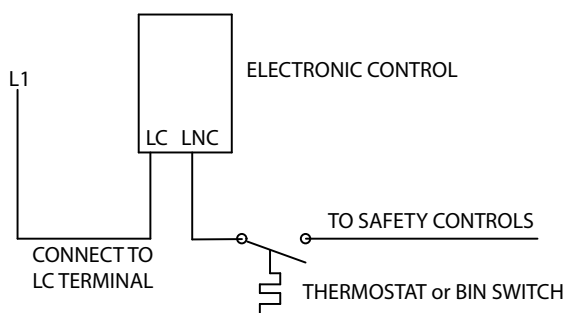 L1
ELECTRONIC CONTROL
LC LNC
CONNECT TO
LC TERMINAL
TO SAFETY CONTROLS
THERMOSTAT or BIN SWITCH